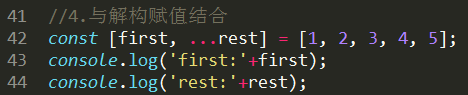 41 //4.与解构赋值结合
42 const [first, ...rest] = [1, 2, 3, 4, 5];
43 console.log('first:'+first);
44 console.log('rest:'+rest);